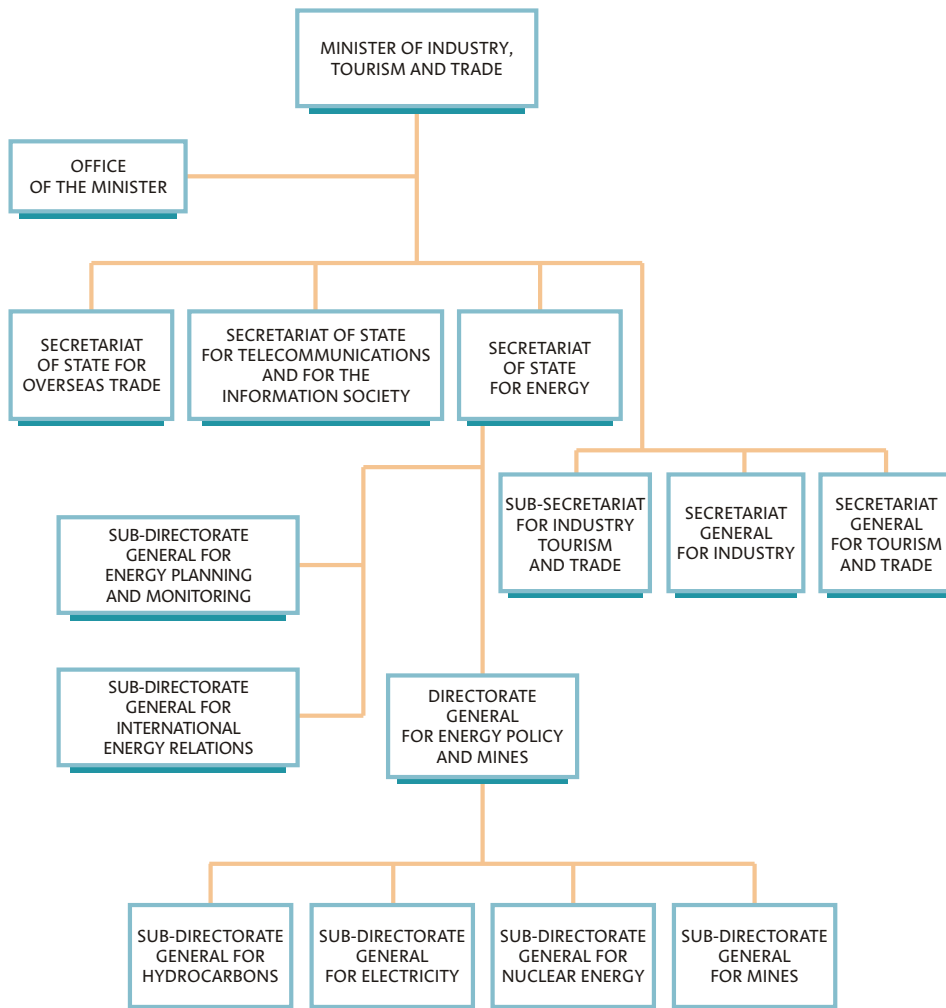 MINISTER OF INDUSTRY,
TOURISM AND TRADE
OFFICE
OF THE MINISTER
SECRETARIAT
OF STATE FOR
OVERSEAS TRADE
SECRETARIAT OF STATE
FOR TELECOMMUNICATIONS
AND FOR THE
INFORMATION SOCIETY
SECRETARIAT
OF STATE
FOR ENERGY
SUB-SECRETARIAT
FOR INDUSTRY
TOURISM
AND TRADE
SECRETARIAT
GENERAL
FOR INDUSTRY
SECRETARIAT
GENERAL
FOR TOURISM
AND TRADE
SUB-DIRECTORATE
GENERAL FOR
ENERGY PLANNING
AND MONITORING
SUB-DIRECTORATE
GENERAL FOR
INTERNATIONAL
ENERGY RELATIONS
DIRECTORATE
GENERAL
FOR ENERGY POLICY
AND MINES
SUB-DIRECTORATE
GENERAL FOR
HYDROCARBONS
SUB-DIRECTORATE
GENERAL
FOR ELECTRICITY
SUB-DIRECTORATE
GENERAL FOR
NUCLEAR ENERGY
SUB-DIRECTORATE
GENERAL
FOR MINES